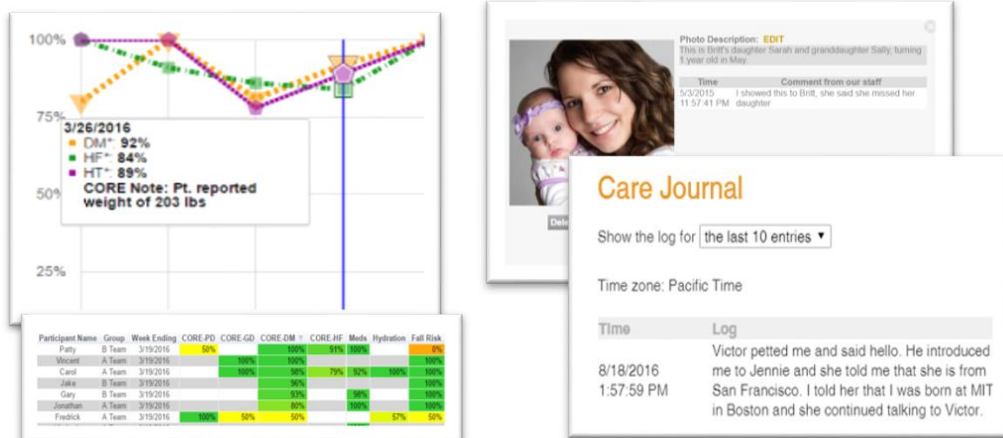 100%
75%
50%
25%
3/26/2016
DM*: 92%
HF*: 84%
HT*: 89%
CORE Note: Pt. reported
weight of 203 lbs
Participant Name Group Week Ending CORE-PD CORE-GD CORE-DM CORE-HF Meds Hydration Fall Risk
Patty B Team 3/19/2016 50% 100% 51% 100% 0%
Vincent A Team 3/19/2016 100% 100% 100%
Carol A Team 3/19/2016 100% 98% 79% 92% 100% 100%
Jake B Team 3/19/2016 96% 100%
Gary B Team 3/19/2016 93% 98% 100%
Jonathan A Team 3/19/2016 80% 100%
Fredrick A Team 3/19/2016 100% 50% 50% 57% 50%
Photo Description: EDIT
This is Britt's daughter Sarah and granddaughter Sally, turning
1 year old in May.
Time Comment from our staff
5/3/2015 I showed this to Britt, she said she missed her
11:57:41 PM daughter
Care Journal
Show the log for the last 10 entries ▼
Time zone: Pacific Time
Time Log
Victor petted me and said hello. He introduced
8/18/2016 me to Jennie and she told me that she is from
1:57:59 PM San Francisco. I told her that I was born at MIT
in Boston and she continued talking to Victor.